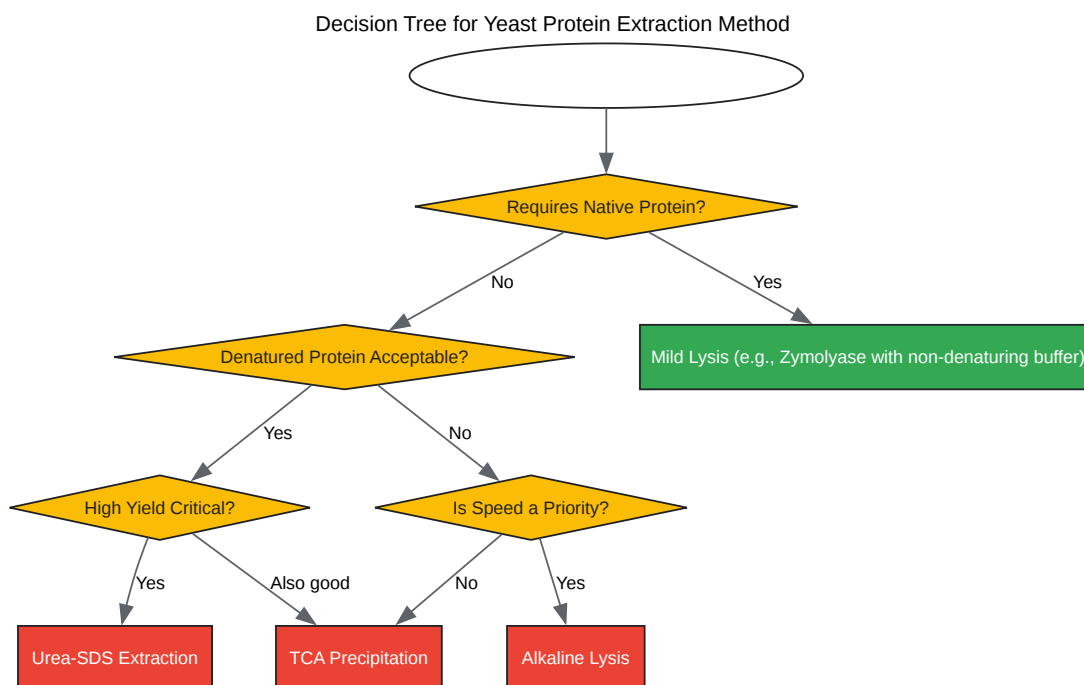 Decision Tree for Yeast Protein Extraction Method
Requires Native Protein?
No
Yes
Denatured Protein Acceptable?
Mild Lysis (e.g., Zymolyase with non-denaturing buffer)
Yes
No
High Yield Critical?
Is Speed a Priority?
Yes
Also good
No
Yes
Urea-SDS Extraction
TCA Precipitation
Alkaline Lysis